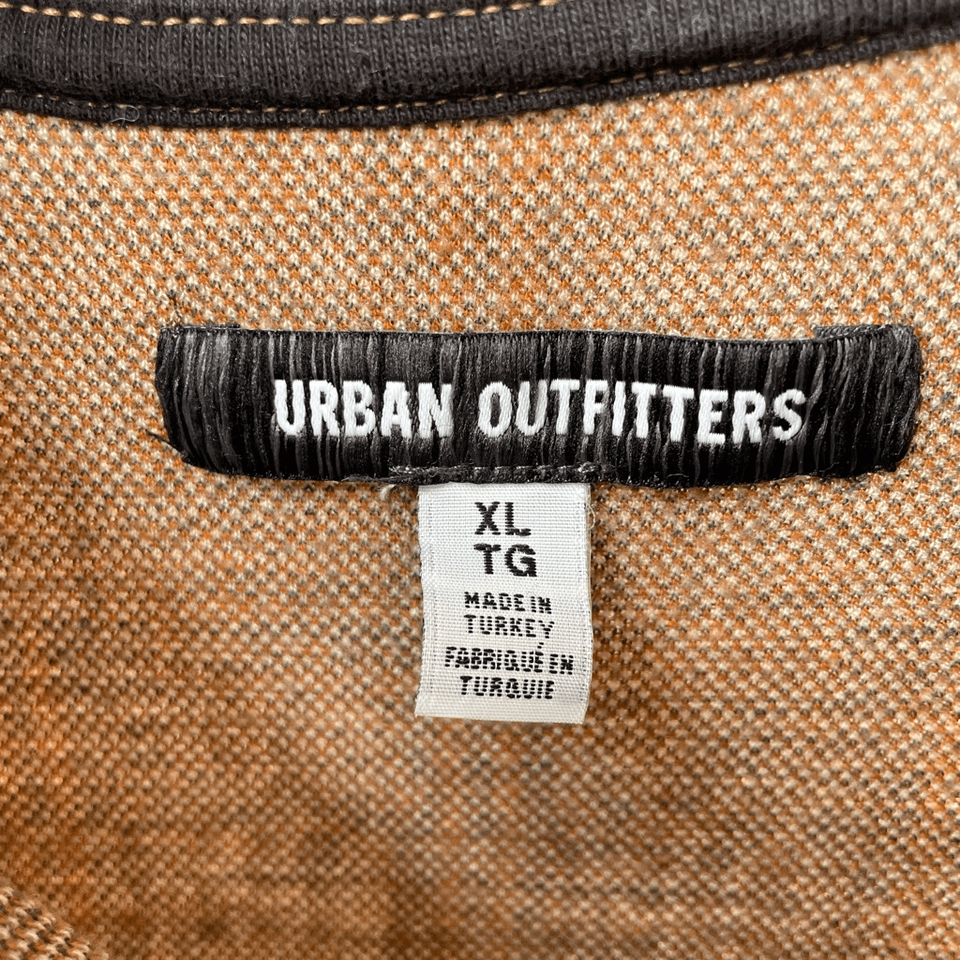 URBAN OUTFITTERS
XL
TG
MADE IN
TURKEY
FABRIQUÉ EN
TURQUIE